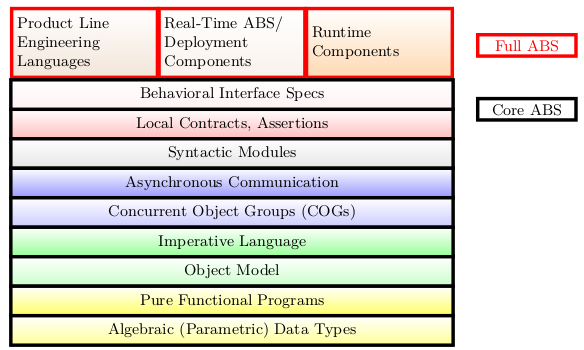 Product Line
Engineering
Languages
Real-Time ABS/
Deployment
Components
Runtime
Components
Full ABS
Behavioral Interface Specs
Core ABS
Local Contracts, Assertions
Syntactic Modules
Asynchronous Communication
Concurrent Object Groups (COGs)
Imperative Language
Object Model
Pure Functional Programs
Algebraic (Parametric) Data Types